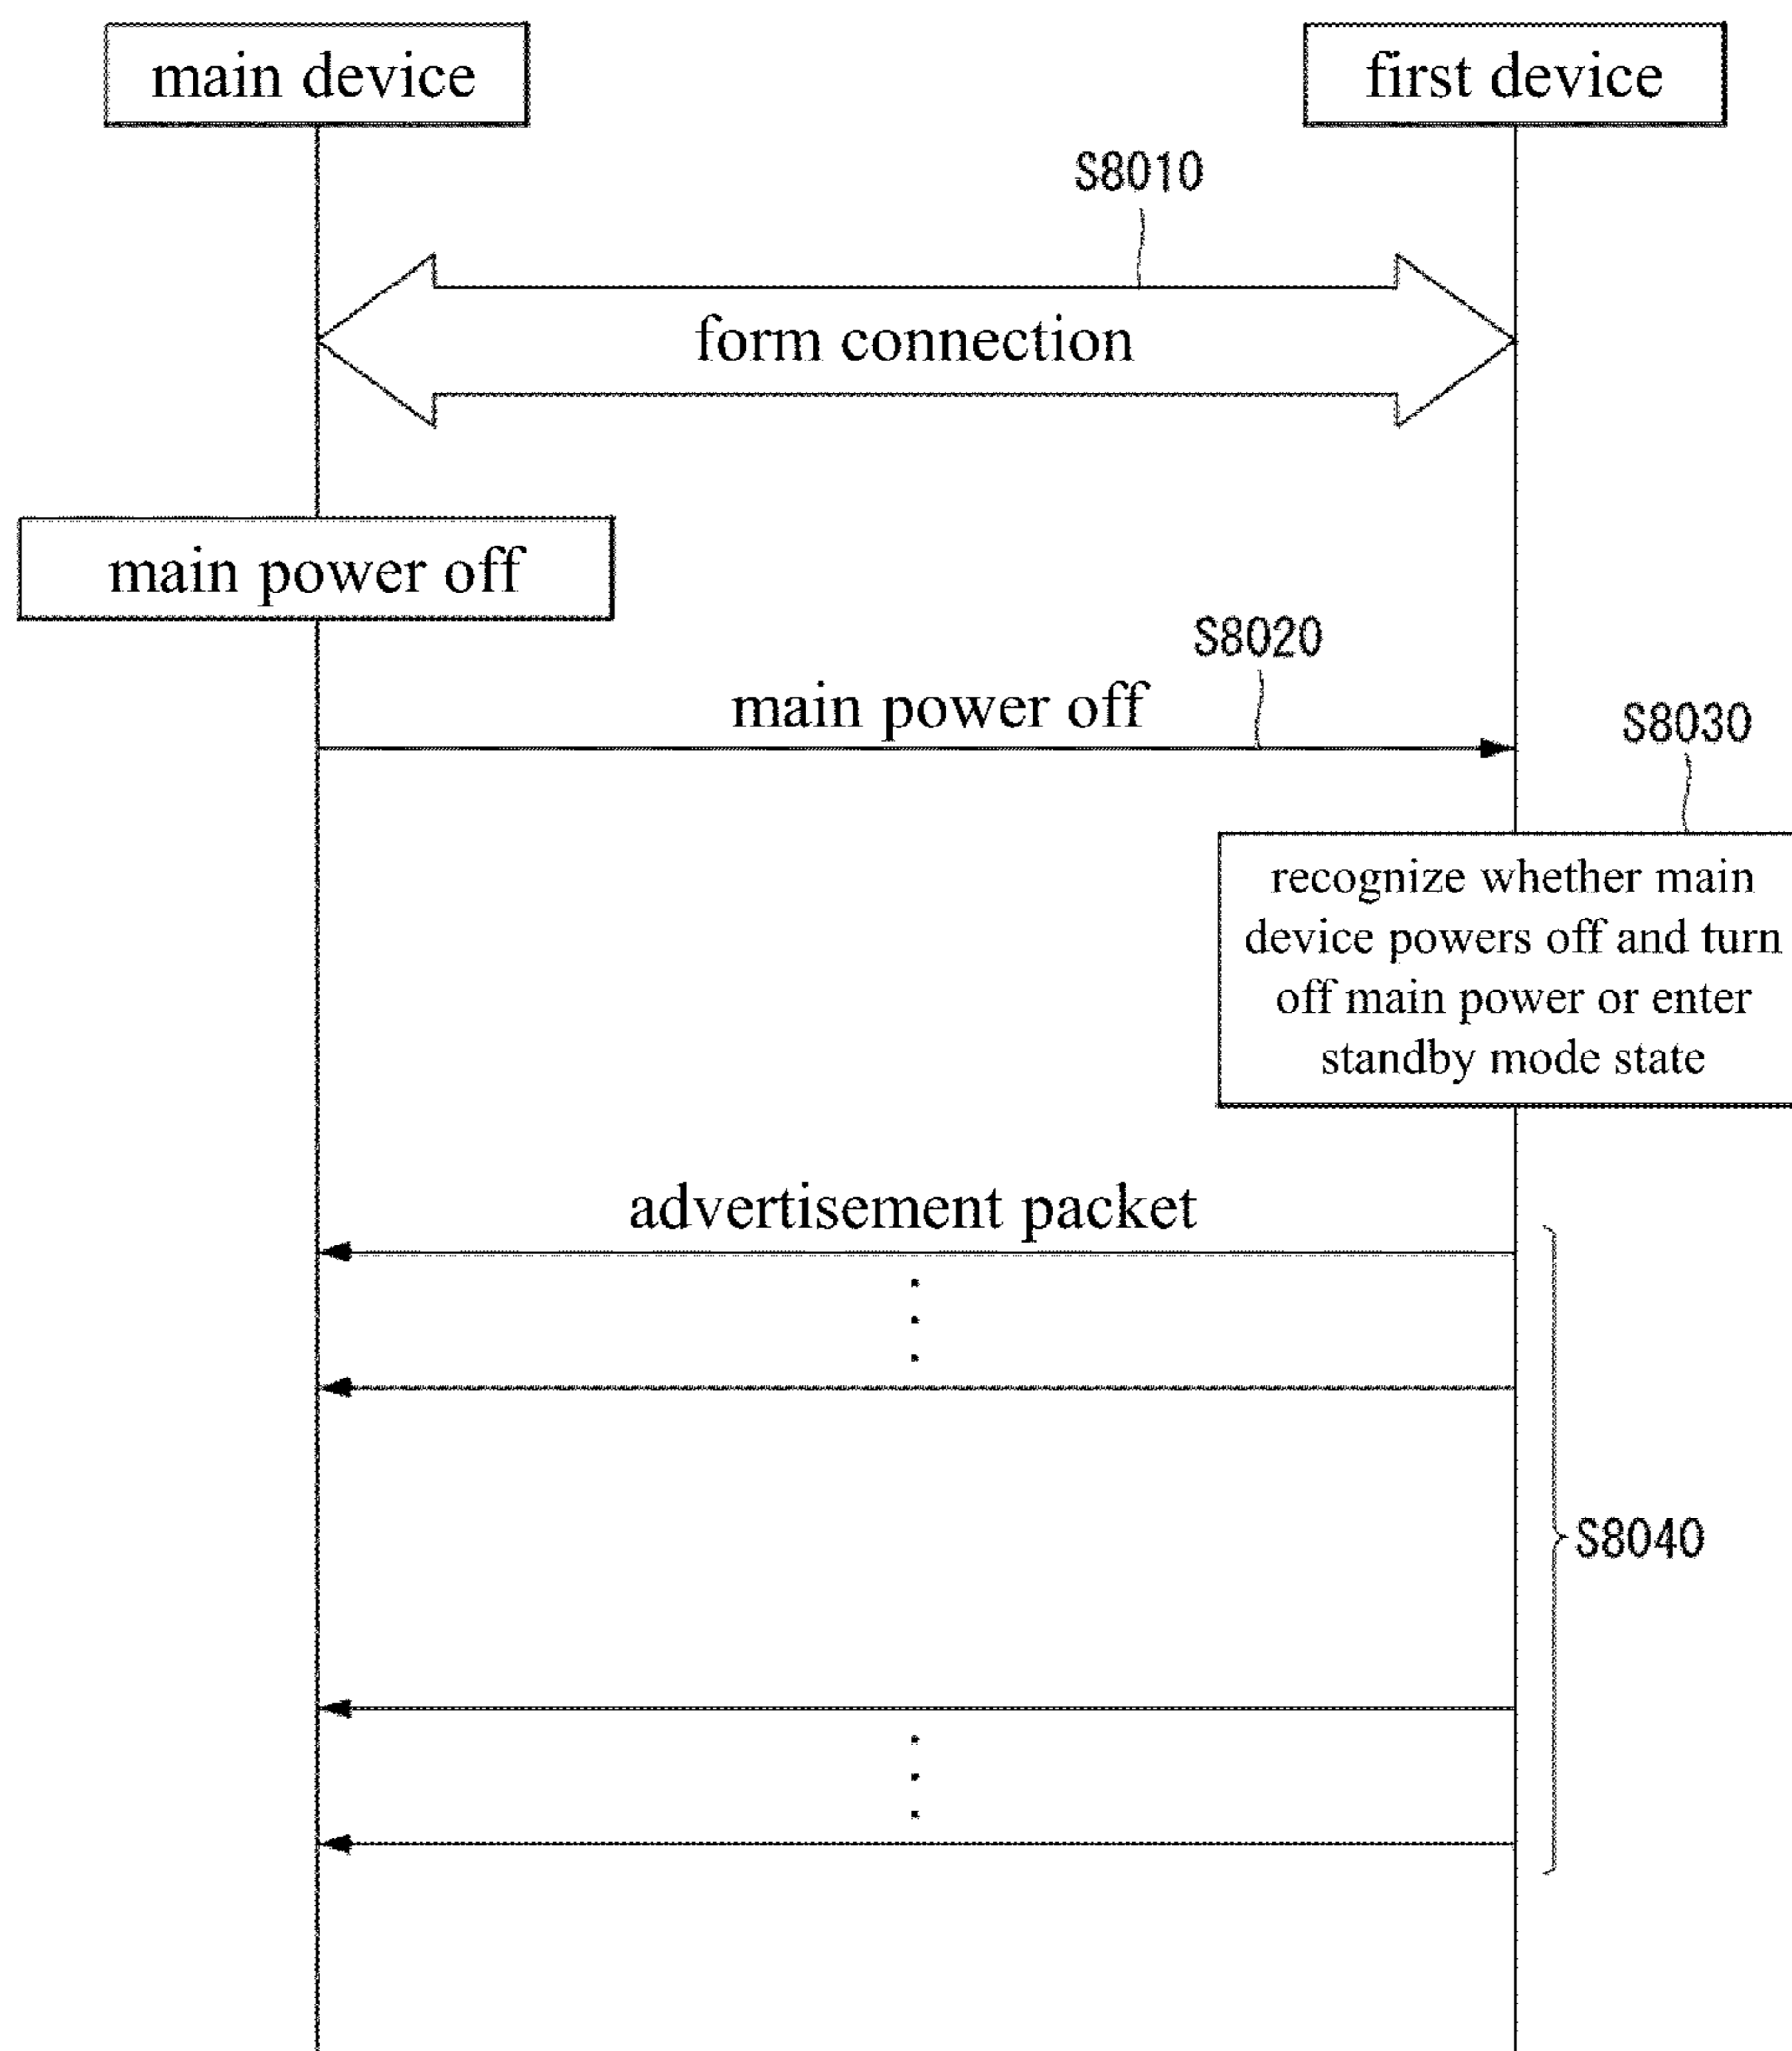 main device
first device
S8010
form connection
main power off
S8020
main power off
S8030
recognize whether main
device powers off and turn
off main power or enter
standby mode state
advertisement packet
S8040